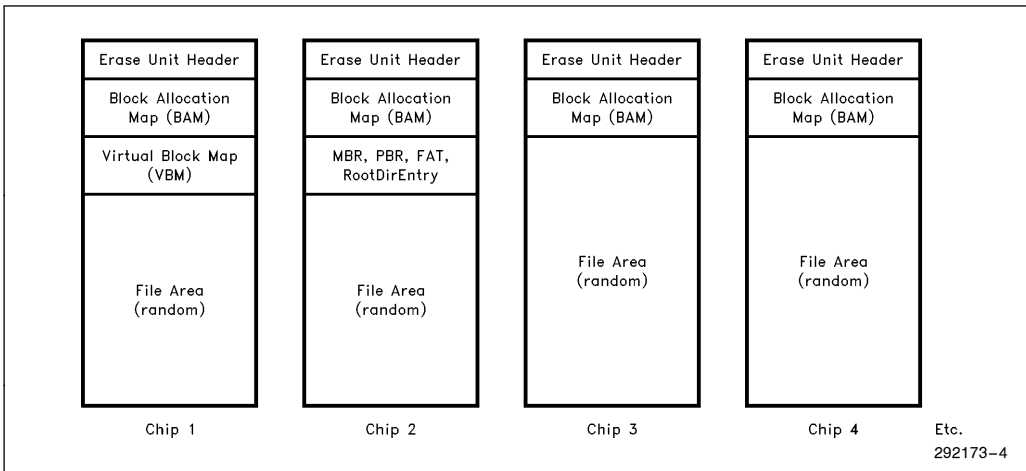 Erase Unit Header
Block Allocation
Map (BAM)
Virtual Block Map
(VBM)
File Area
(random)
Chip 1
Erase Unit Header
Block Allocation
Map (BAM)
MBR, PBR, FAT,
RootDirEntry
File Area
(random)
Chip 2
Erase Unit Header
Block Allocation
Map (BAM)
File Area
(random)
Chip 3
Erase Unit Header
Block Allocation
Map (BAM)
File Area
(random)
Chip 4
Etc.
292173–4